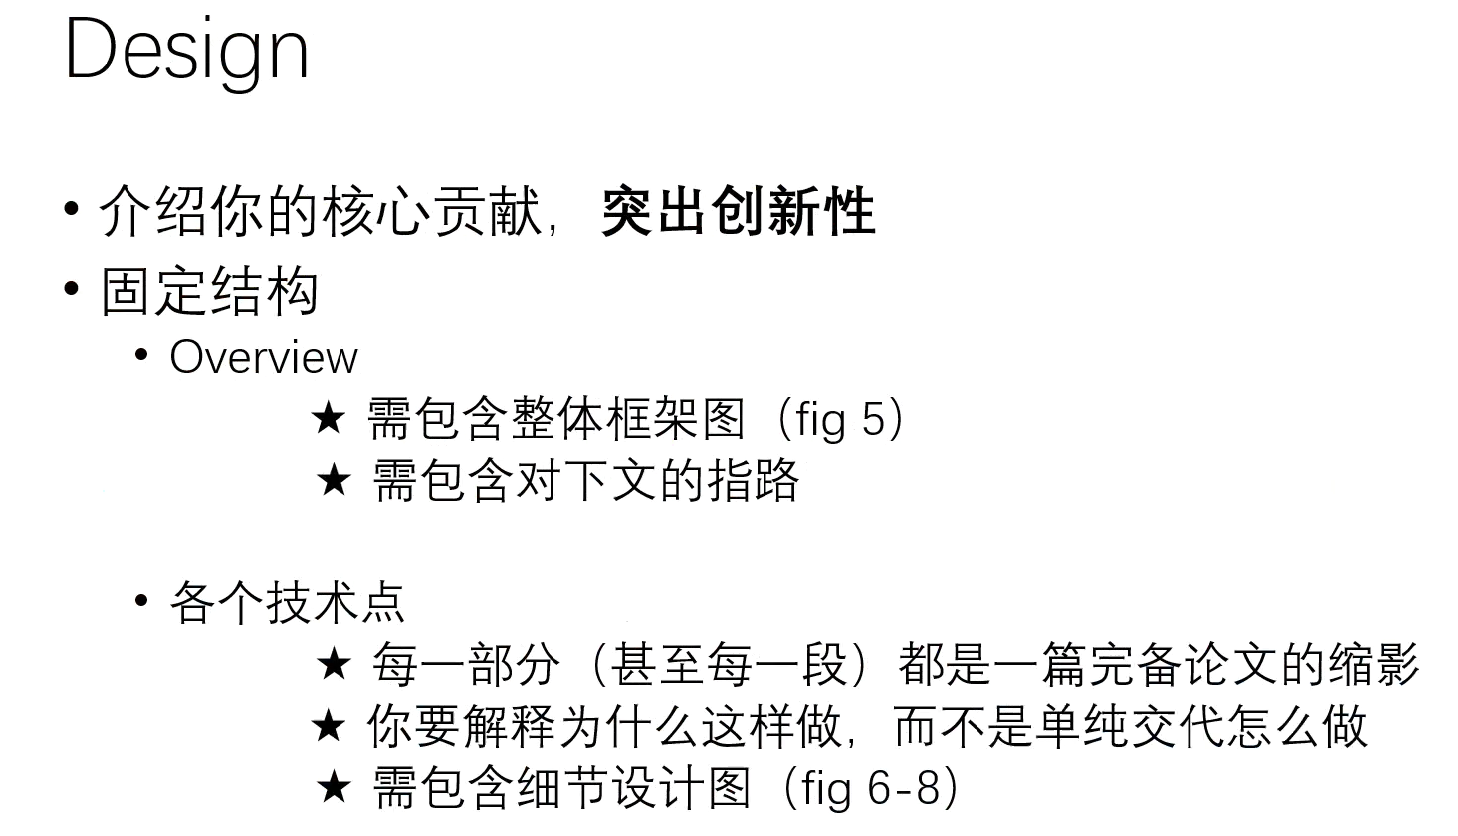 Design
• 介绍你的核心贡献，突出创新性
• 固定结构
• Overview
★ 需包含整体框架图（fig 5）
★ 需包含对下文的指路
• 各个技术点
★ 每一部分（甚至每一段）都是一篇完备论文的缩影
★ 你要解释为什么这样做，而不是单纯交代怎么做
★ 需包含细节设计图（fig 6-8）